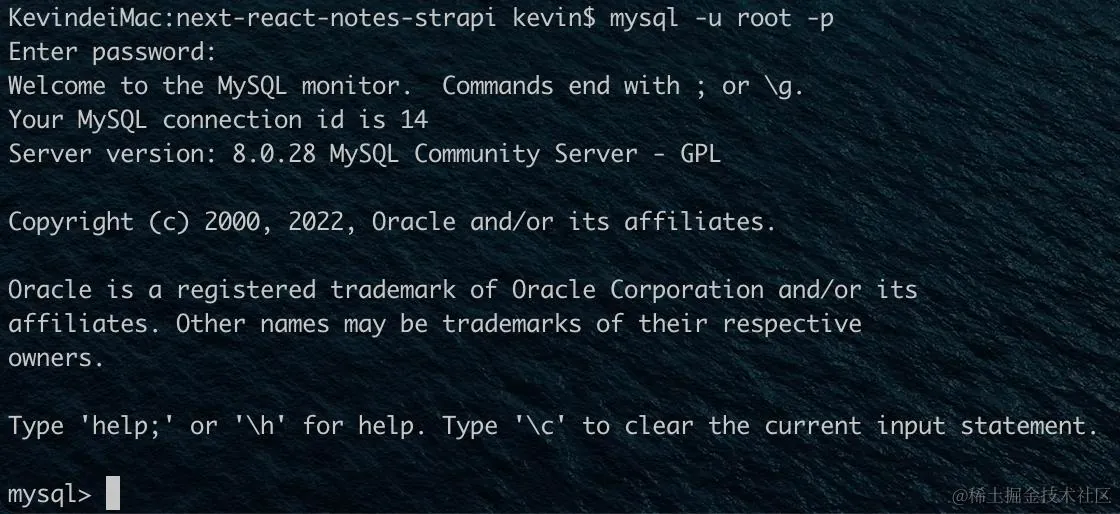 KevindeiMac:next-react-notes-strapi kevin$ mysql -u root -p
Enter password:
Welcome to the MySQL monitor.  Commands end with ; or \g.
Your MySQL connection id is 14
Server version: 8.0.28 MySQL Community Server - GPL
Copyright (c) 2000, 2022, Oracle and/or its affiliates.
Oracle is a registered trademark of Oracle Corporation and/or its
affiliates. Other names may be trademarks of their respective
owners.
Type 'help;' or '\h' for help. Type '\c' to clear the current input statement.
mysql>
@稀土掘金技术社区